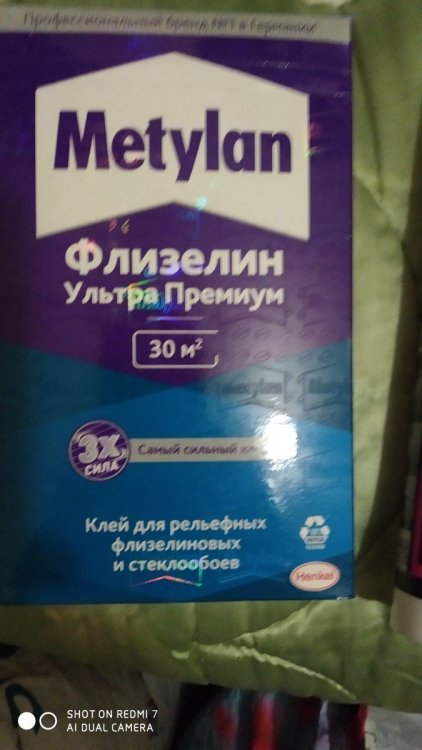 Профессиональный бренд №1 в Германии
Metylan
Флизелин
Ультра Премиум
30 м²
3X
СИЛА
Самый сильный
Клей для рельефных
флизелиновых
и стеклообоев
Henkel
SHOT ON REDMI 7
AI DUAL CAMERA